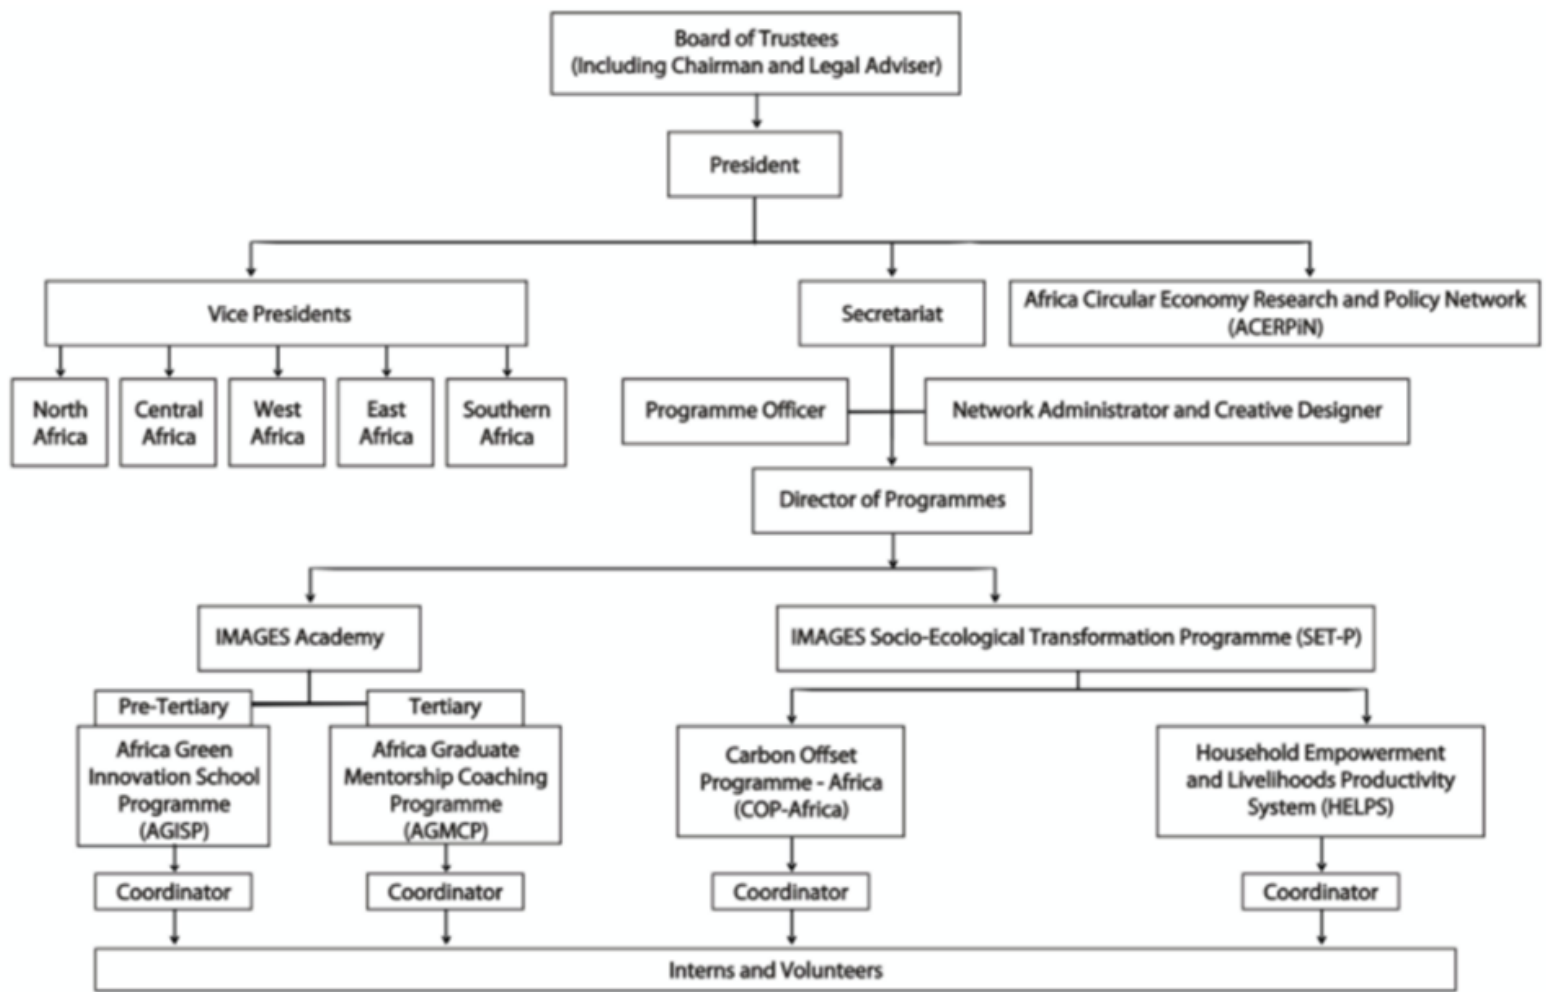 Board of Trustees
(Including Chairman and Legal Adviser)
President
Vice Presidents
Secretariat
Africa Circular Economy Research and Policy Network
(ACERPiN)
North
Africa
Central
Africa
West
Africa
East
Africa
Southern
Africa
Programme Officer
Network Administrator and Creative Designer
Director of Programmes
IMAGES Academy
IMAGES Socio-Ecological Transformation Programme (SET-P)
Pre-Tertiary
Africa Green
Innovation School
Programme
(AGISP)
Tertiary
Africa Graduate
Mentorship Coaching
Programme
(AGMCP)
Carbon Offset
Programme - Africa
(COP-Africa)
Household Empowerment
and Livelihoods Productivity
System (HELPS)
Coordinator
Coordinator
Coordinator
Coordinator
Interns and Volunteers